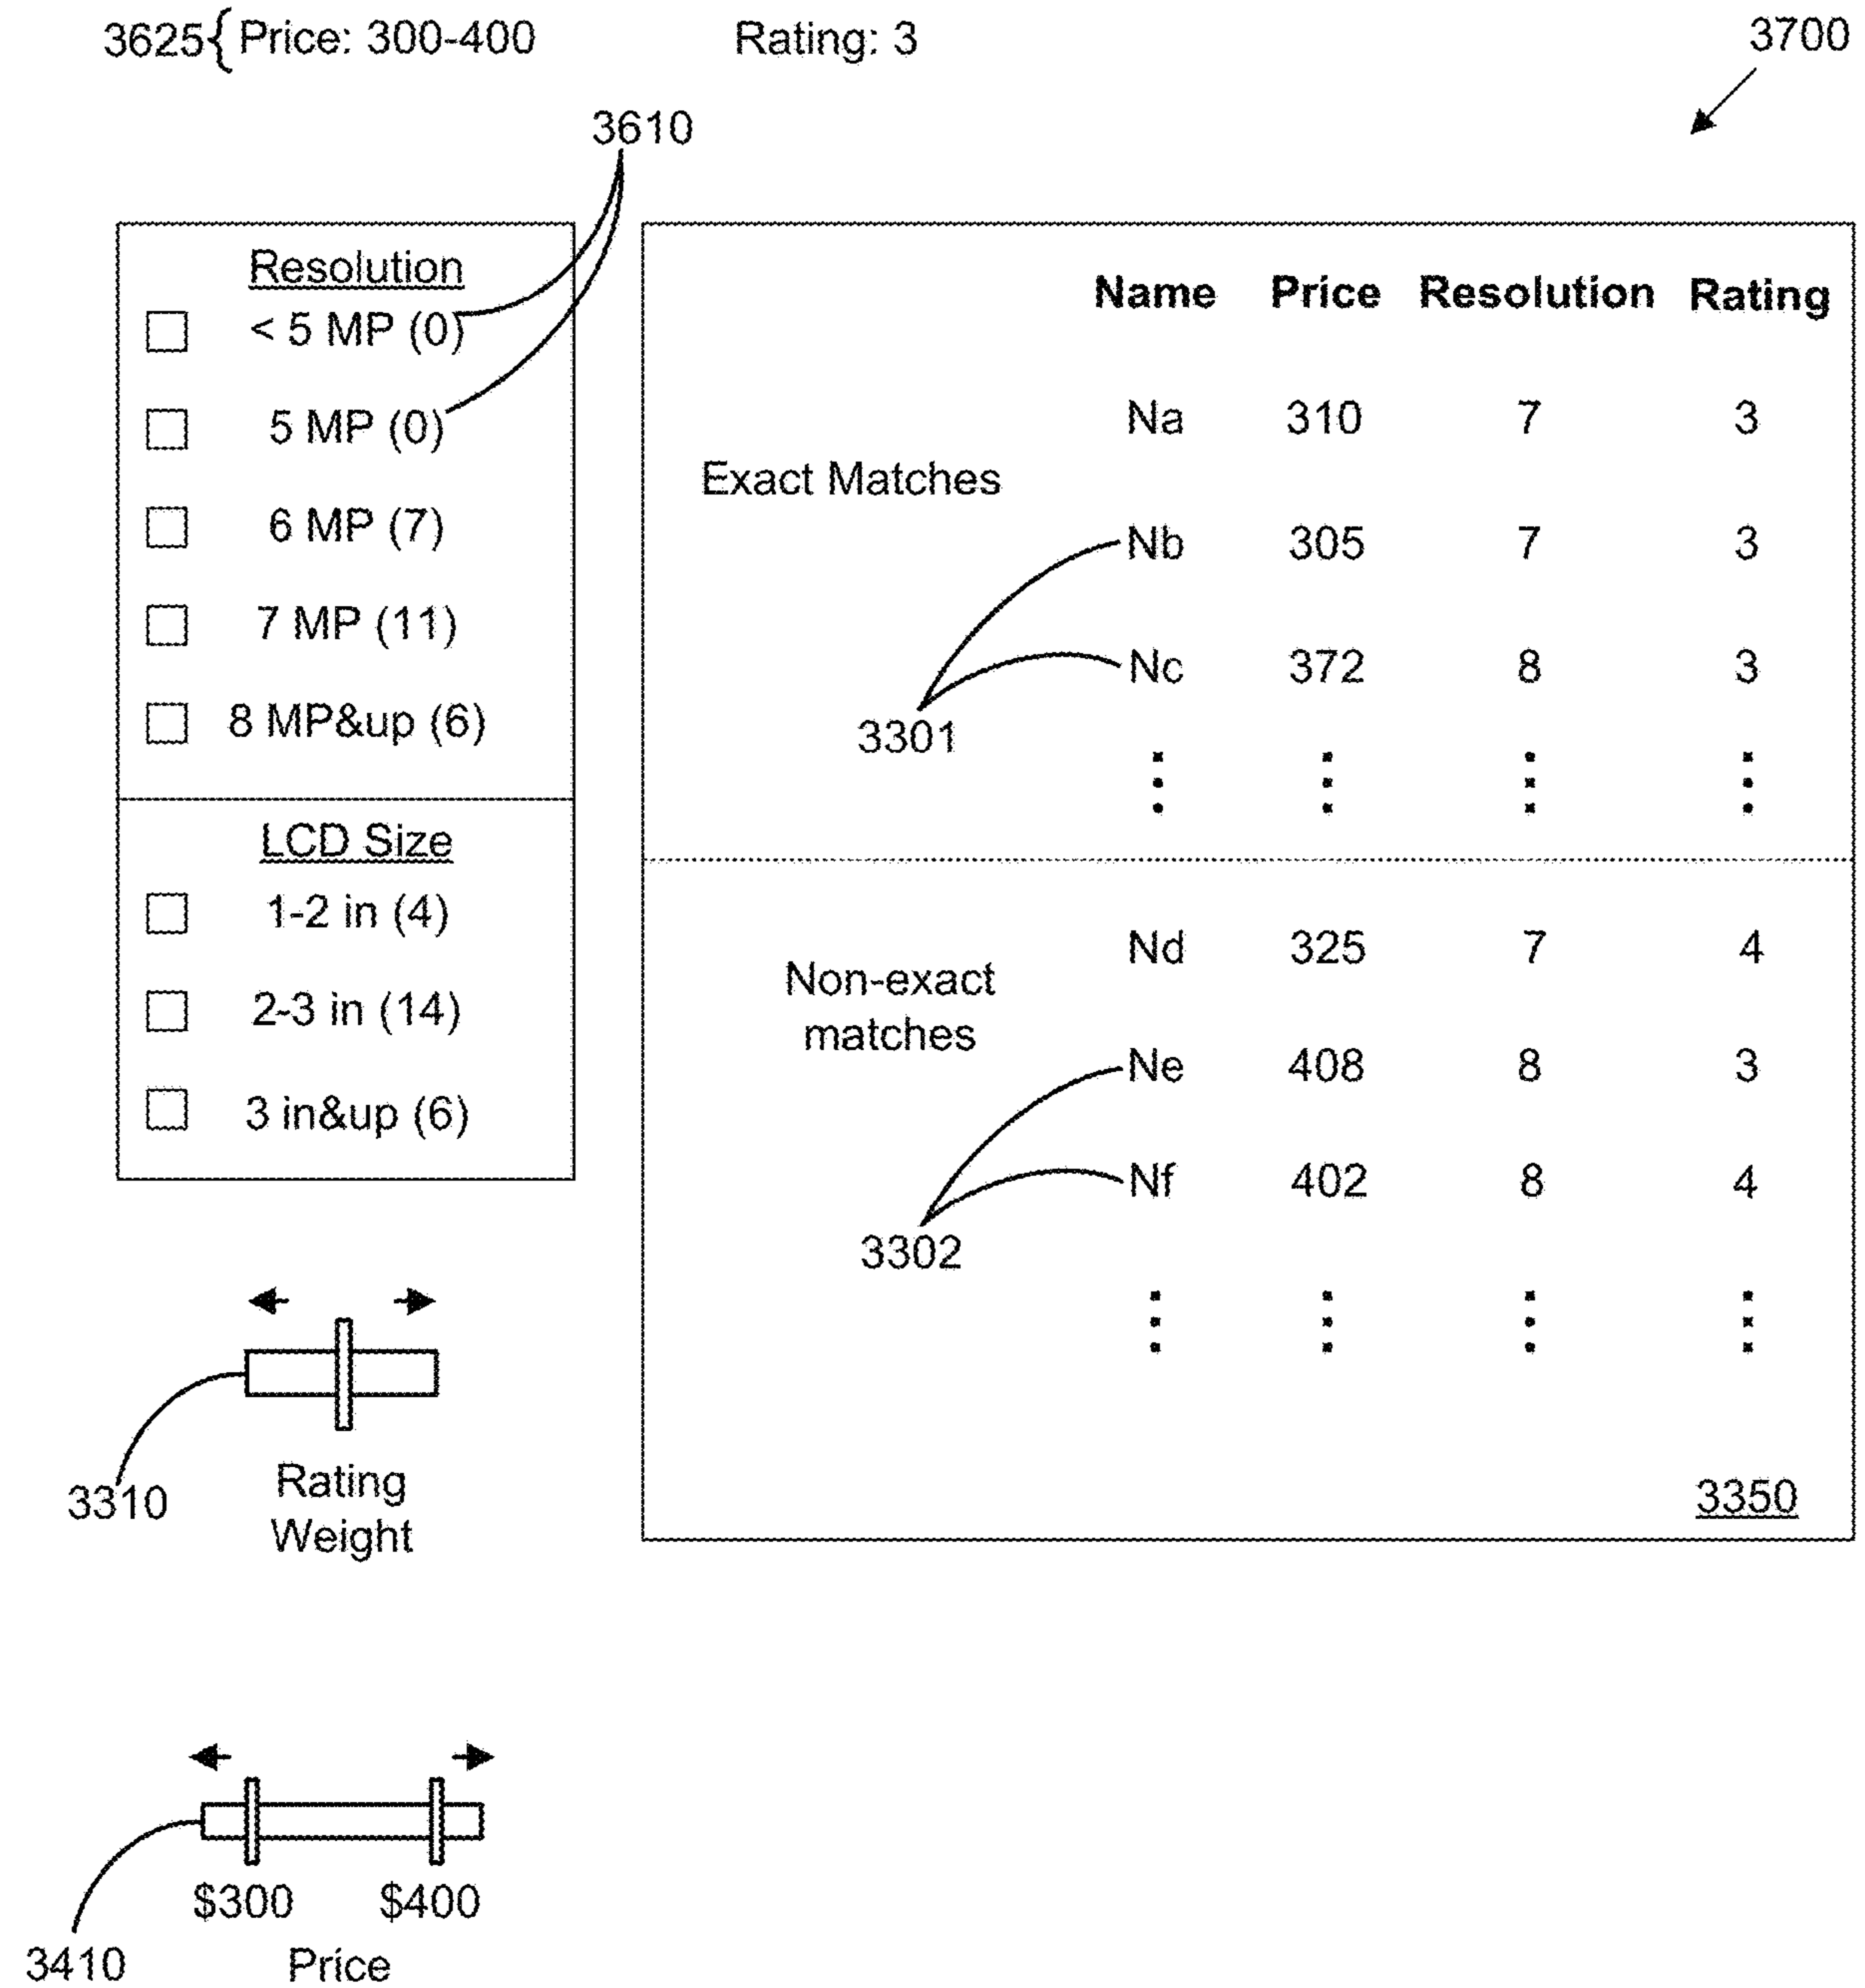 3625{ Price: 300-400 Rating: 3
3700
3610
Resolution
< 5 MP (0)
5 MP (0)
6 MP (7)
7 MP (11)
8 MP&up (6)
LCD Size
1-2 in (4)
2-3 in (14)
3 in&up (6)
Name Price Resolution Rating
Na 310 7 3
Exact Matches
Nb 305 7 3
Nc 372 8 3
3301
Nd 325 7 4
Non-exact
matches
Ne 408 8 3
Nf 402 8 4
3302
3350
3310
Rating
Weight
$300 $400
3410
Price